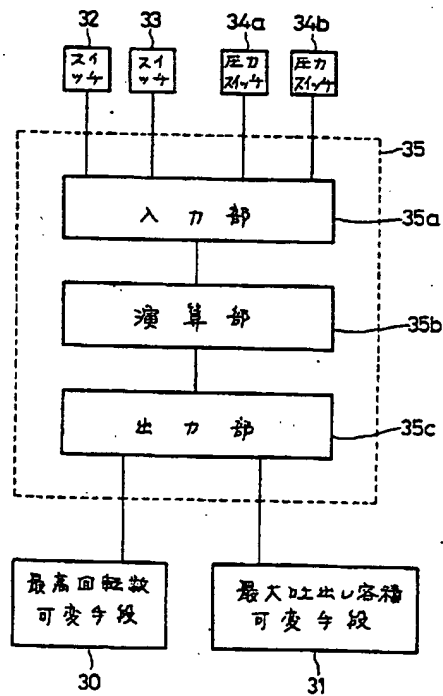 32
33
34a
34b
スイ
ッチ
スイ
ッチ
圧力
スイッチ
圧力
スイッチ
35
入力部
35a
演算部
35b
出力部
35c
最高回転数
可変手段
最大吐出し容積
可変手段
30
31